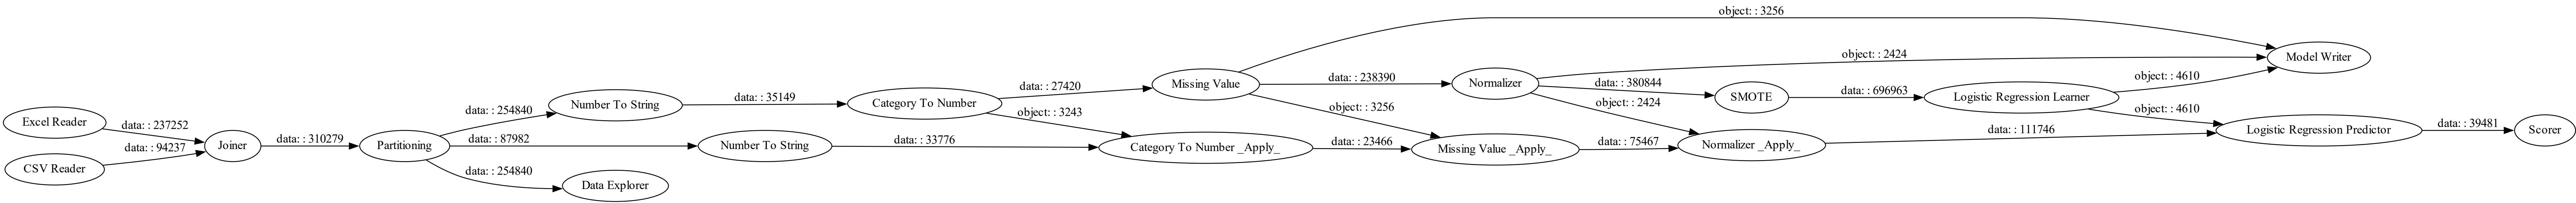 Excel Reader
CSV Reader
data: : 237252
data: : 94237
Joiner
data: : 310279
Partitioning
data: : 254840
data: : 87982
data: : 254840
Number To String
Number To String
Data Explorer
data: : 35149
data: : 33776
Category To Number
data: : 27420
object: : 3243
Category To Number _Apply_
Missing Value
object: : 3256
data: : 238390
object: : 3256
data: : 23466
Missing Value _Apply_
Normalizer
object: : 2424
data: : 380844
object: : 2424
data: : 75467
Normalizer _Apply_
SMOTE
data: : 696963
data: : 111746
Logistic Regression Learner
object: : 4610
object: : 4610
Model Writer
Logistic Regression Predictor
data: : 39481
Scorer